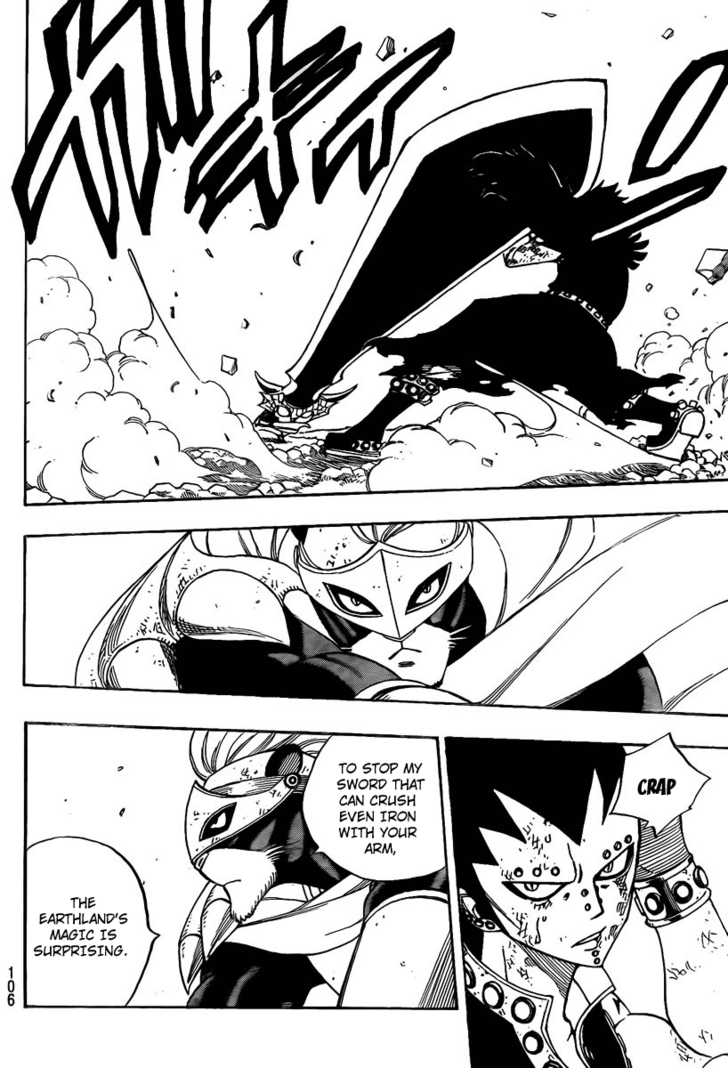 CRAP
TO STOP MY
SWORD THAT
CAN CRUSH
EVEN IRON
WITH YOUR
ARM,
THE
EARTHLAND'S
MAGIC IS
SURPRISING.
106